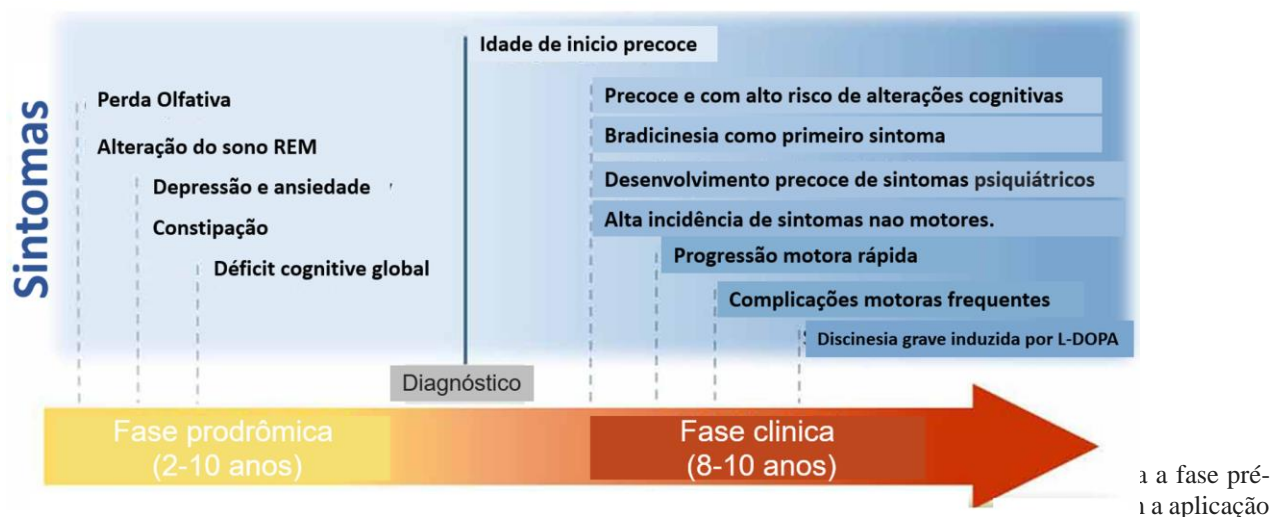 Sintomas
Idade de inicio precoce
Perda Olfativa
Alteração do sono REM
Depressão e ansiedade
Constipação
Déficit cognitive global
Precoce e com alto risco de alterações cognitivas
Bradicinesia como primeiro sintoma
Desenvolvimento precoce de sintomas psiquiátricos
Alta incidência de sintomas nao motores.
Progressão motora rápida
Complicações motoras frequentes
Discinesia grave induzida por L-DOPA
Diagnóstico
Fase prodrômica
(2-10 anos)
Fase clinica
(8-10 anos)
a a fase pré-
a aplicação